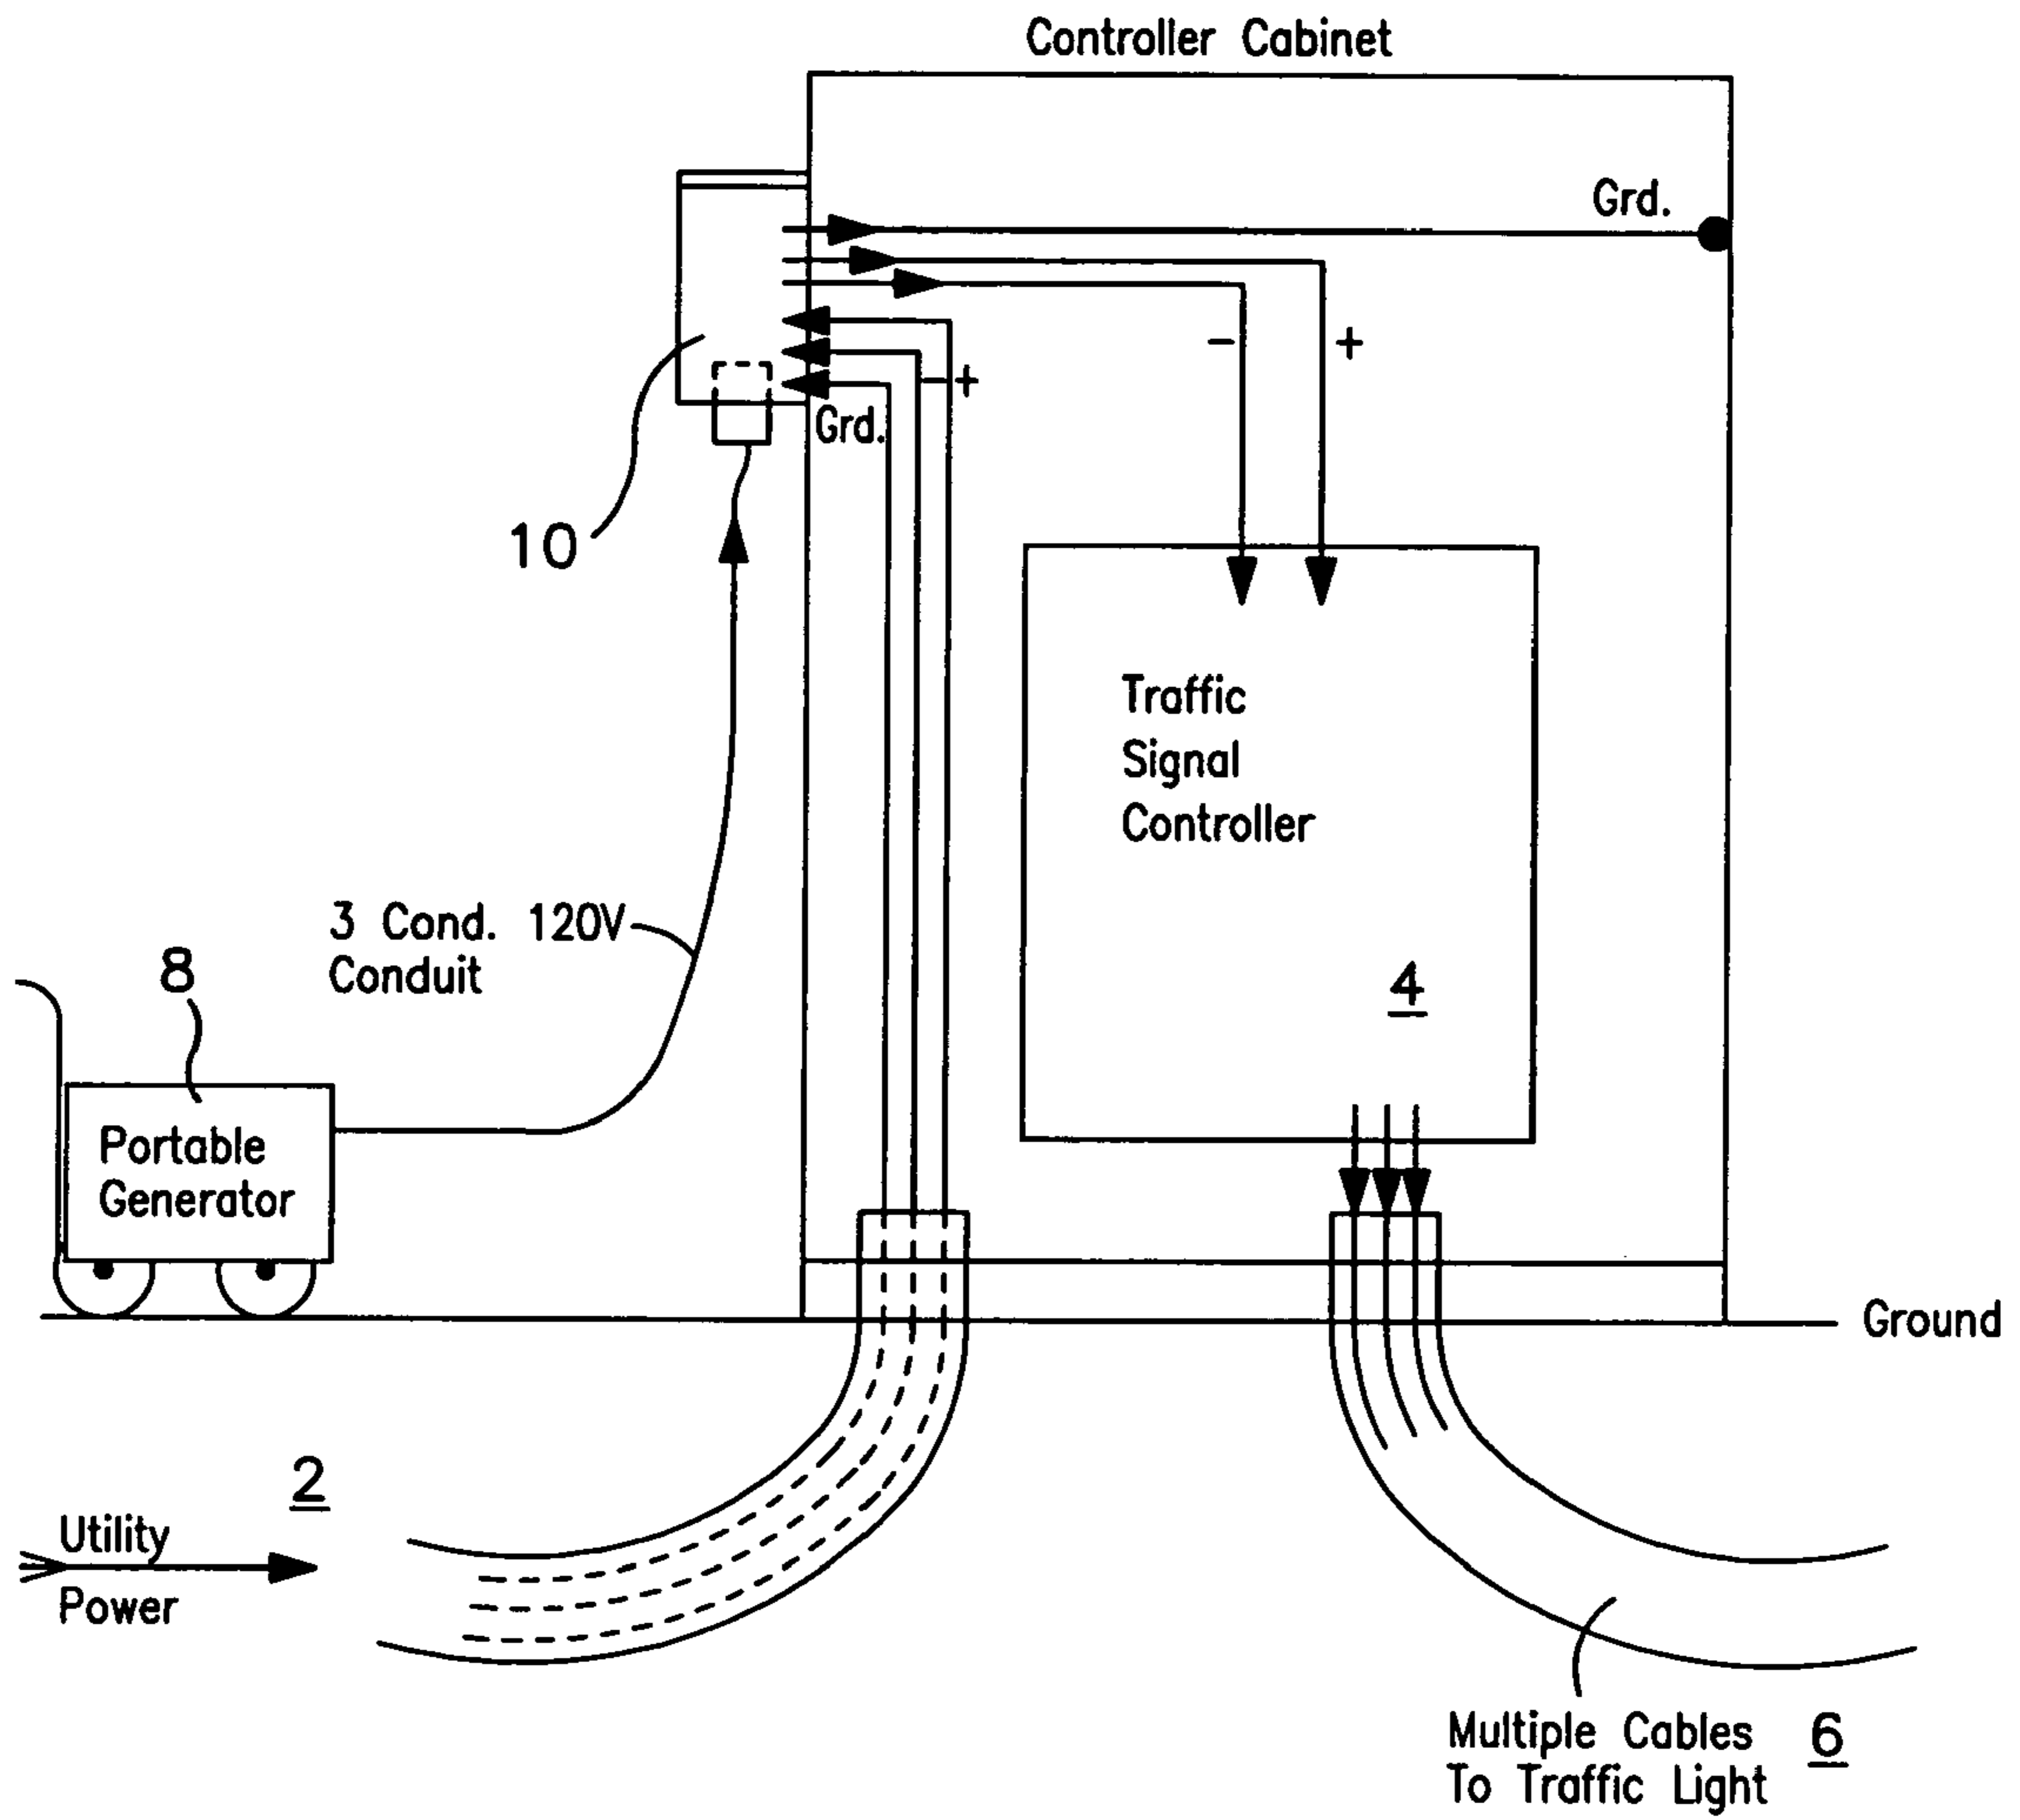 Controller Cabinet
Grd.
- +
- +
Grd.
10
Traffic
Signal
Controller
3 Cond. 120V
Conduit
8
4
Portable
Generator
Ground
2
Utility
Power
Multiple Cables 6
To Traffic Light